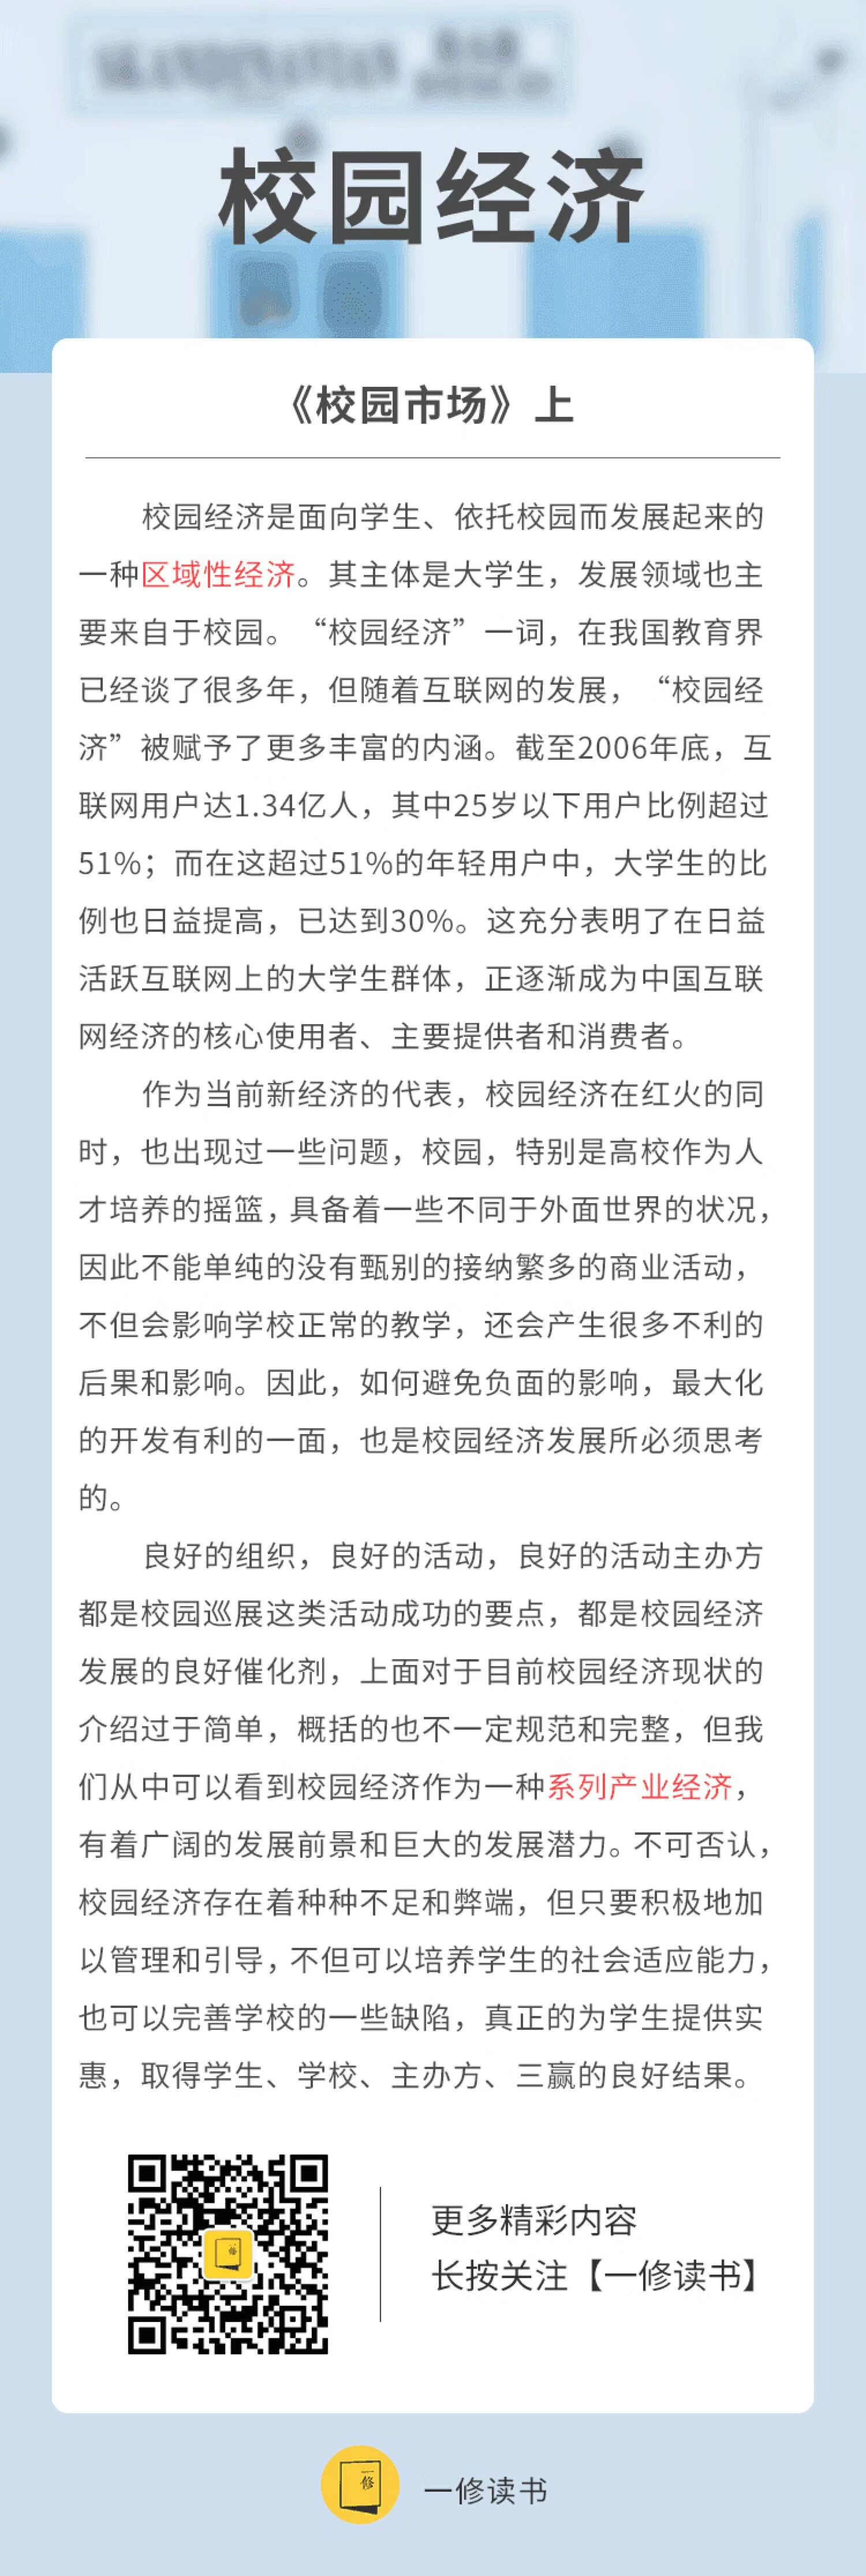 校园经济
《校园市场》上
校园经济是面向学生、依托校园而发展起来的
一种区域性经济。其主体是大学生，发展领域也主
要来自于校园。“校园经济”一词，在我国教育界
已经谈了很多年，但随着互联网的发展，“校园经
济”被赋予了更多丰富的内涵。截至2006年底，互
联网用户达1.34亿人，其中25岁以下用户比例超过
51%；而在这超过51%的年轻用户中，大学生的比
例也日益提高，已达到30%。这充分表明了在日益
活跃互联网上的大学生群体，正逐渐成为中国互联
网经济的核心使用者、主要提供者和消费者。
作为当前新经济的代表，校园经济在红火的同
时，也出现过一些问题，校园，特别是高校作为人
才培养的摇篮，具备着一些不同于外面世界的状况，
因此不能单纯的没有甄别的接纳繁多的商业活动，
不但会影响学校正常的教学，还会产生很多不利的
后果和影响。因此，如何避免负面的影响，最大化
的开发有利的一面，也是校园经济发展所必须思考
的。
良好的组织，良好的活动，良好的活动主办方
都是校园巡展这类活动成功的要点，都是校园经济
发展的良好催化剂，上面对于目前校园经济现状的
介绍过于简单，概括的也不一定规范和完整，但我
们从中可以看到校园经济作为一种系列产业经济，
有着广阔的发展前景和巨大的发展潜力。不可否认，
校园经济存在着种种不足和弊端，但只要积极地加
以管理和引导，不但可以培养学生的社会适应能力，
也可以完善学校的一些缺陷，真正的为学生提供实
惠，取得学生、学校、主办方、三赢的良好结果。
更多精彩内容
长按关注【一修读书】
一修读书